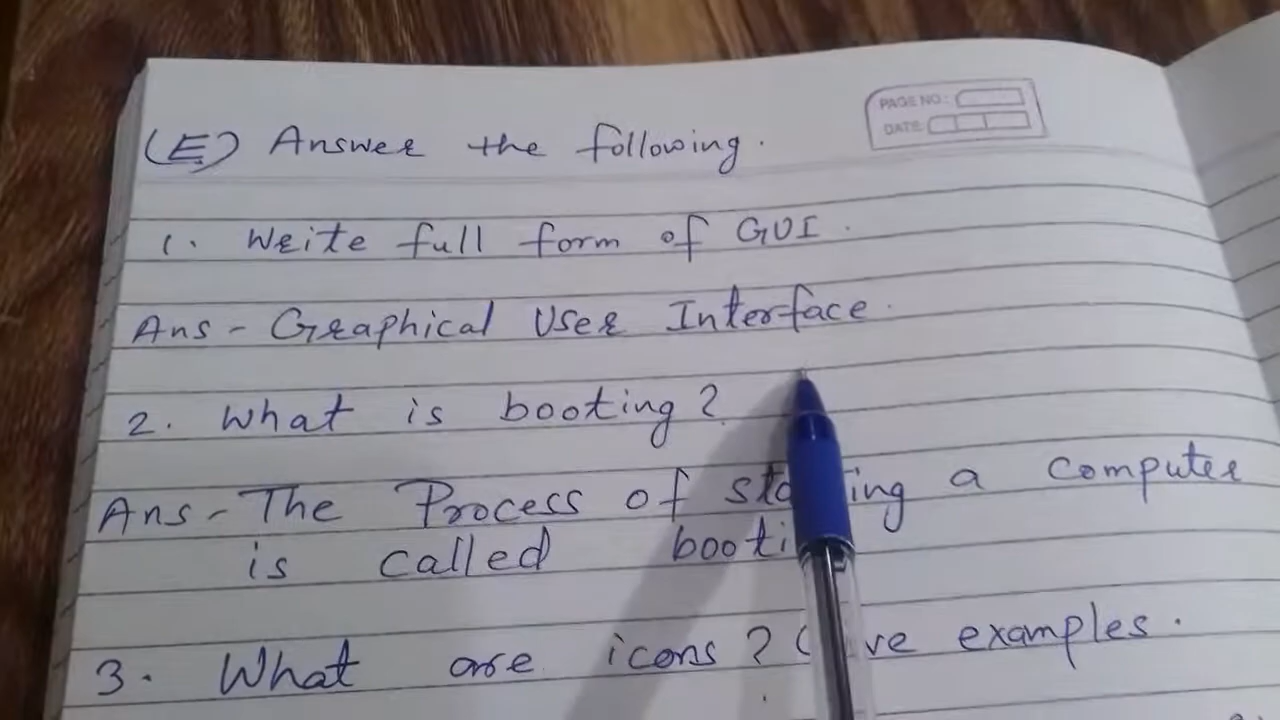 PAGE NO:
DATE:
(E) Answer the following.
1. Write full form of GUI.
Ans - Graphical User Interface.
2. What is booting?
Ans - The Process of a computer
is called
3. What are icons? examples.